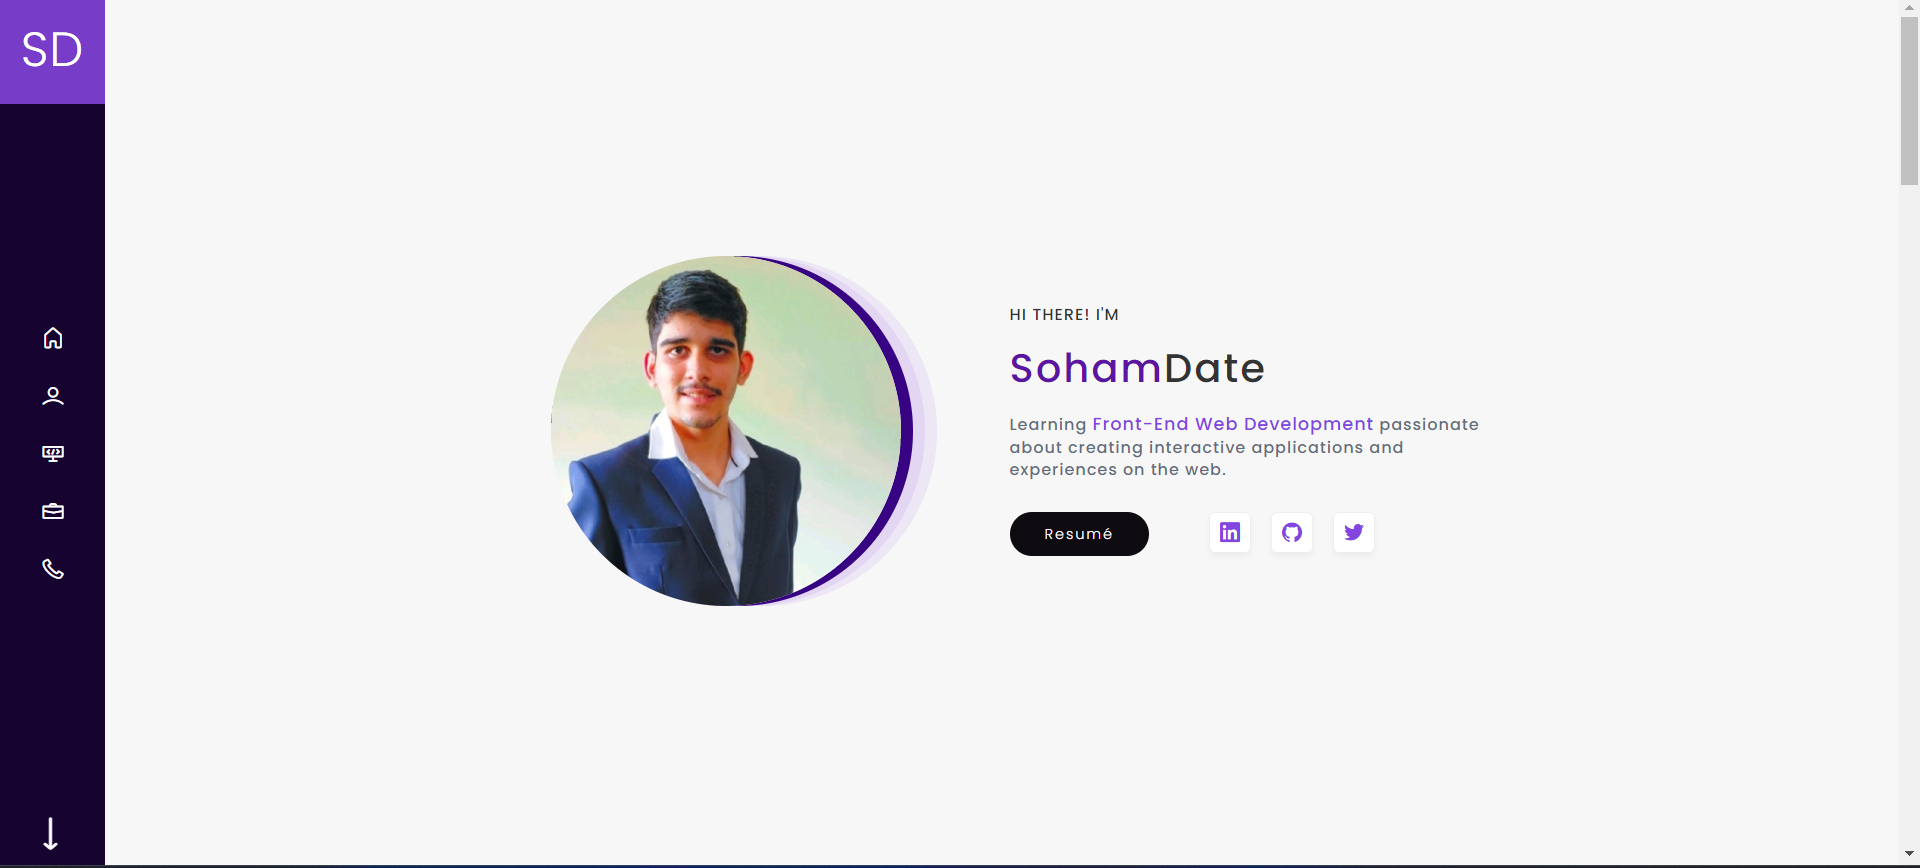 SD
HI THERE! I'M
SohamDate
Learning Front-End Web Development passionate
about creating interactive applications and
experiences on the web.
Resumé
in